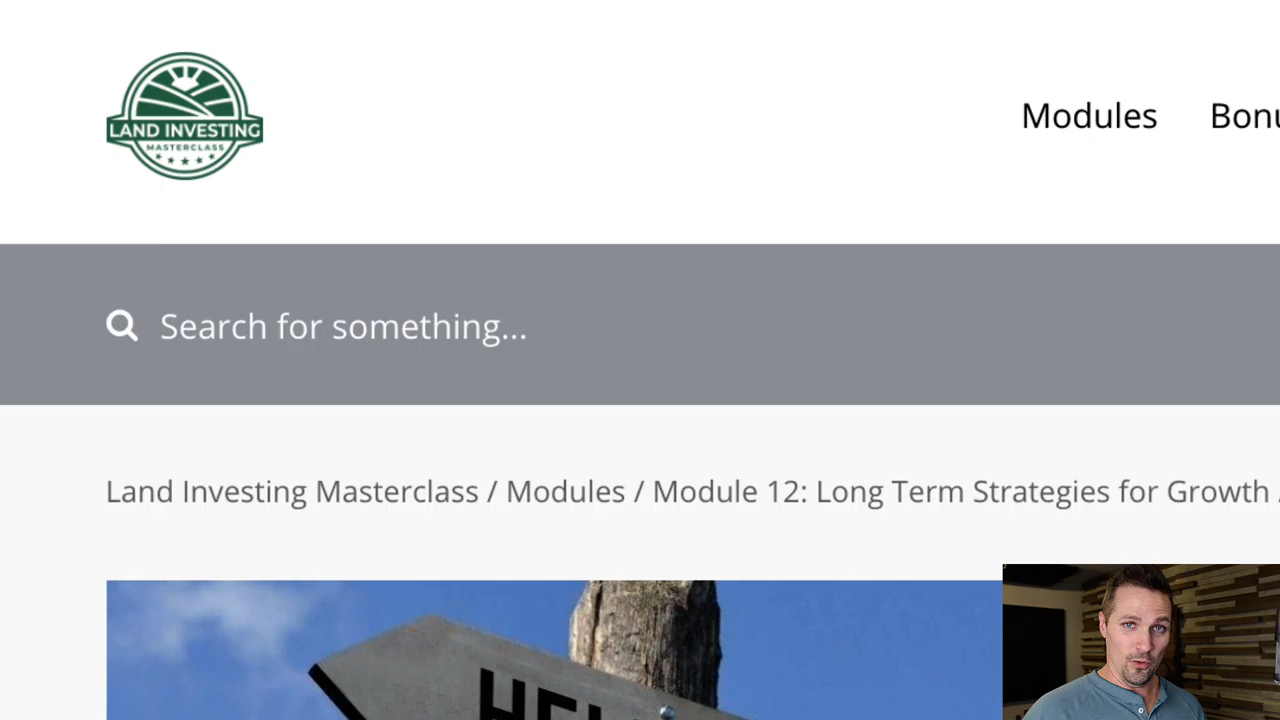 LAND INVESTING
MASTERCLASS
Modules
Search for something...
Land Investing Masterclass / Modules / Module 12: Long Term Strategies for Growth /